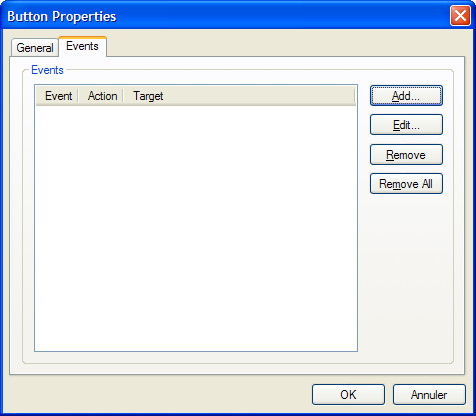 Button Properties
General Events
Events
Event Action Target
Add...
Edit...
Remove
Remove All
OK Annuler